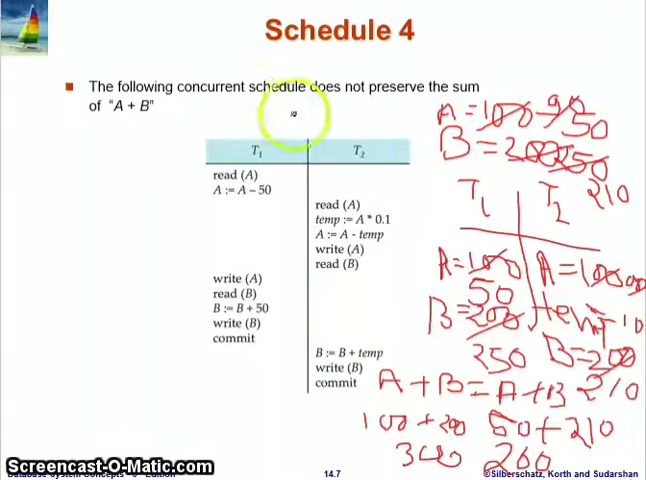 Schedule 4
The following concurrent schedule does not preserve the sum
of "A + B"
T1 T2
read (A)
A := A – 50
read (A)
temp := A * 0.1
A := A - temp
write (A)
read (B)
write (A)
read (B)
B := B + 50
write (B)
commit
B := B + temp
write (B)
commit
A = 100 90 50
B = 200 250
210
T1 T2
A = 100 A = 100
50
B = 200
250 B = 200
A + B = A + B 210
100 + 200 50 + 210
300 260
Screencast-O-Matic.com
14.7
©Silberschatz, Korth and Sudarshan